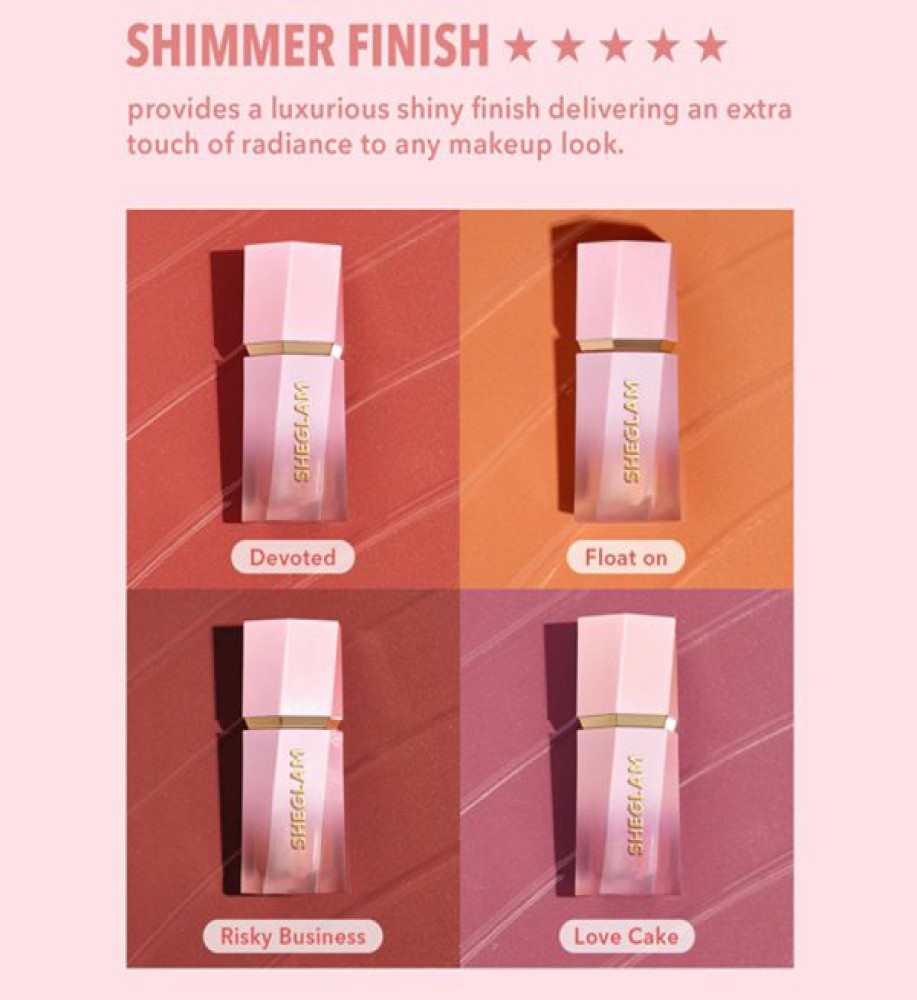 SHIMMER FINISH ★ ★ ★ ★ ★
provides a luxurious shiny finish delivering an extra
touch of radiance to any makeup look.
SHEGLAM
Devoted
SHEGLAM
Float on
SHEGLAM
Risky Business
SHEGLAM
Love Cake